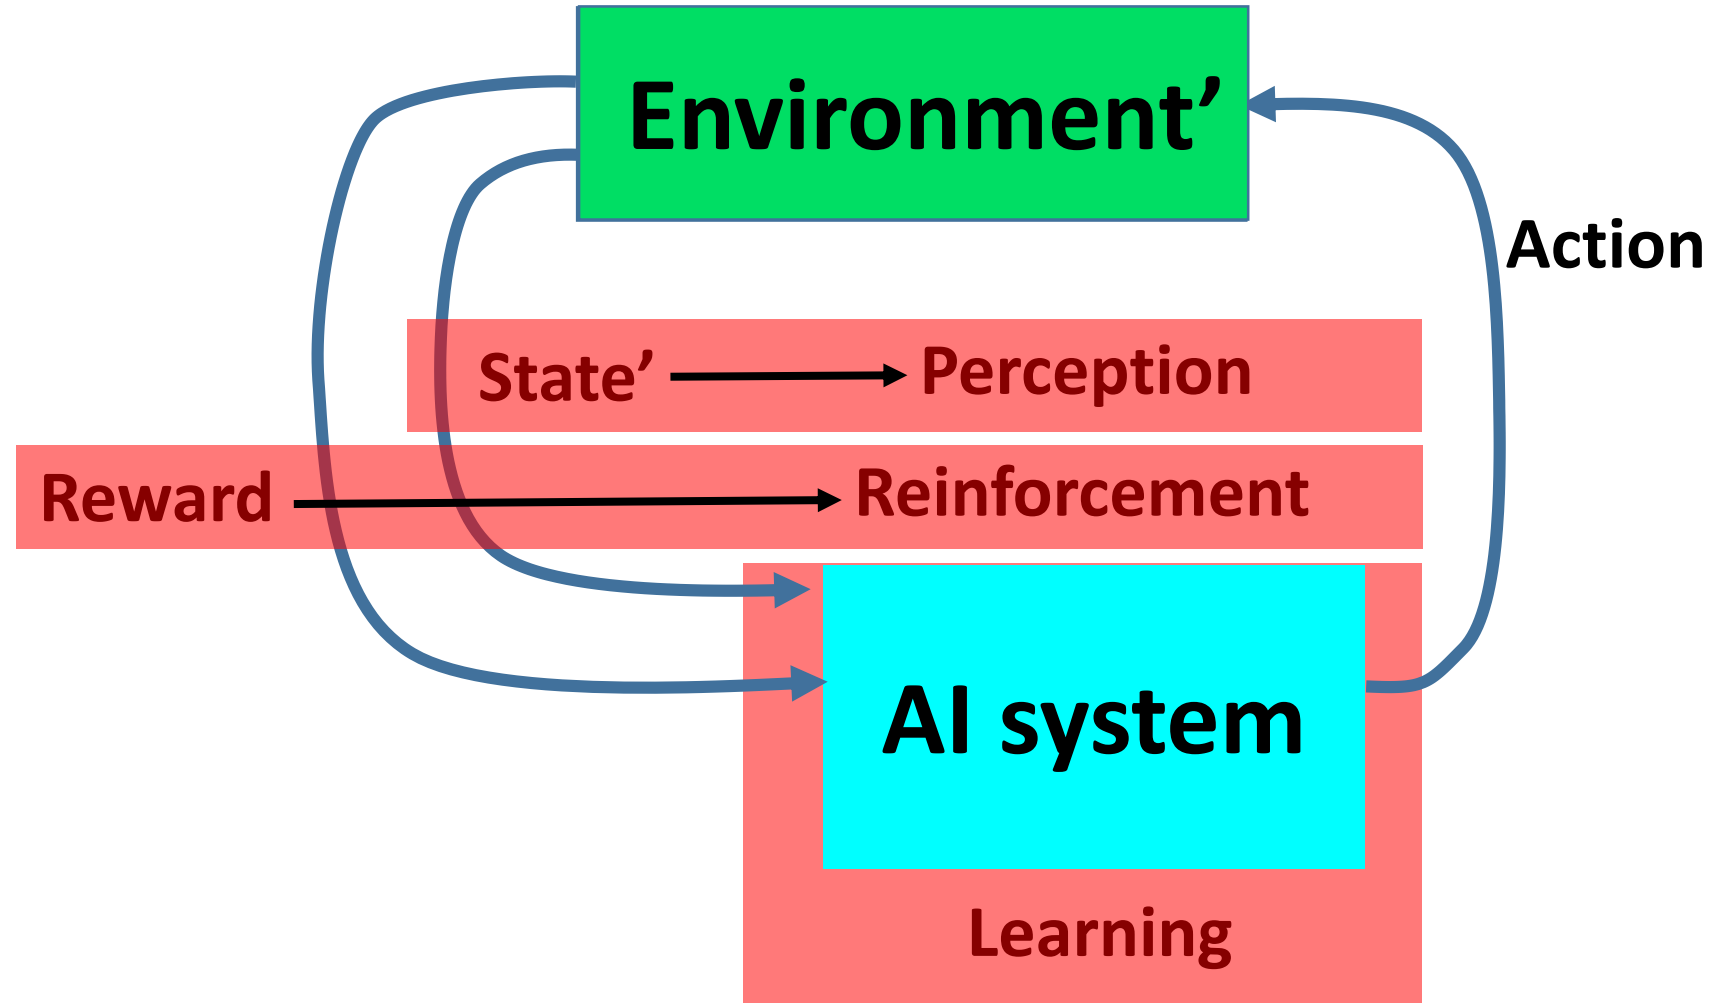 Environment’
Action
State’
Perception
Reward
Reinforcement
AI system
Learning